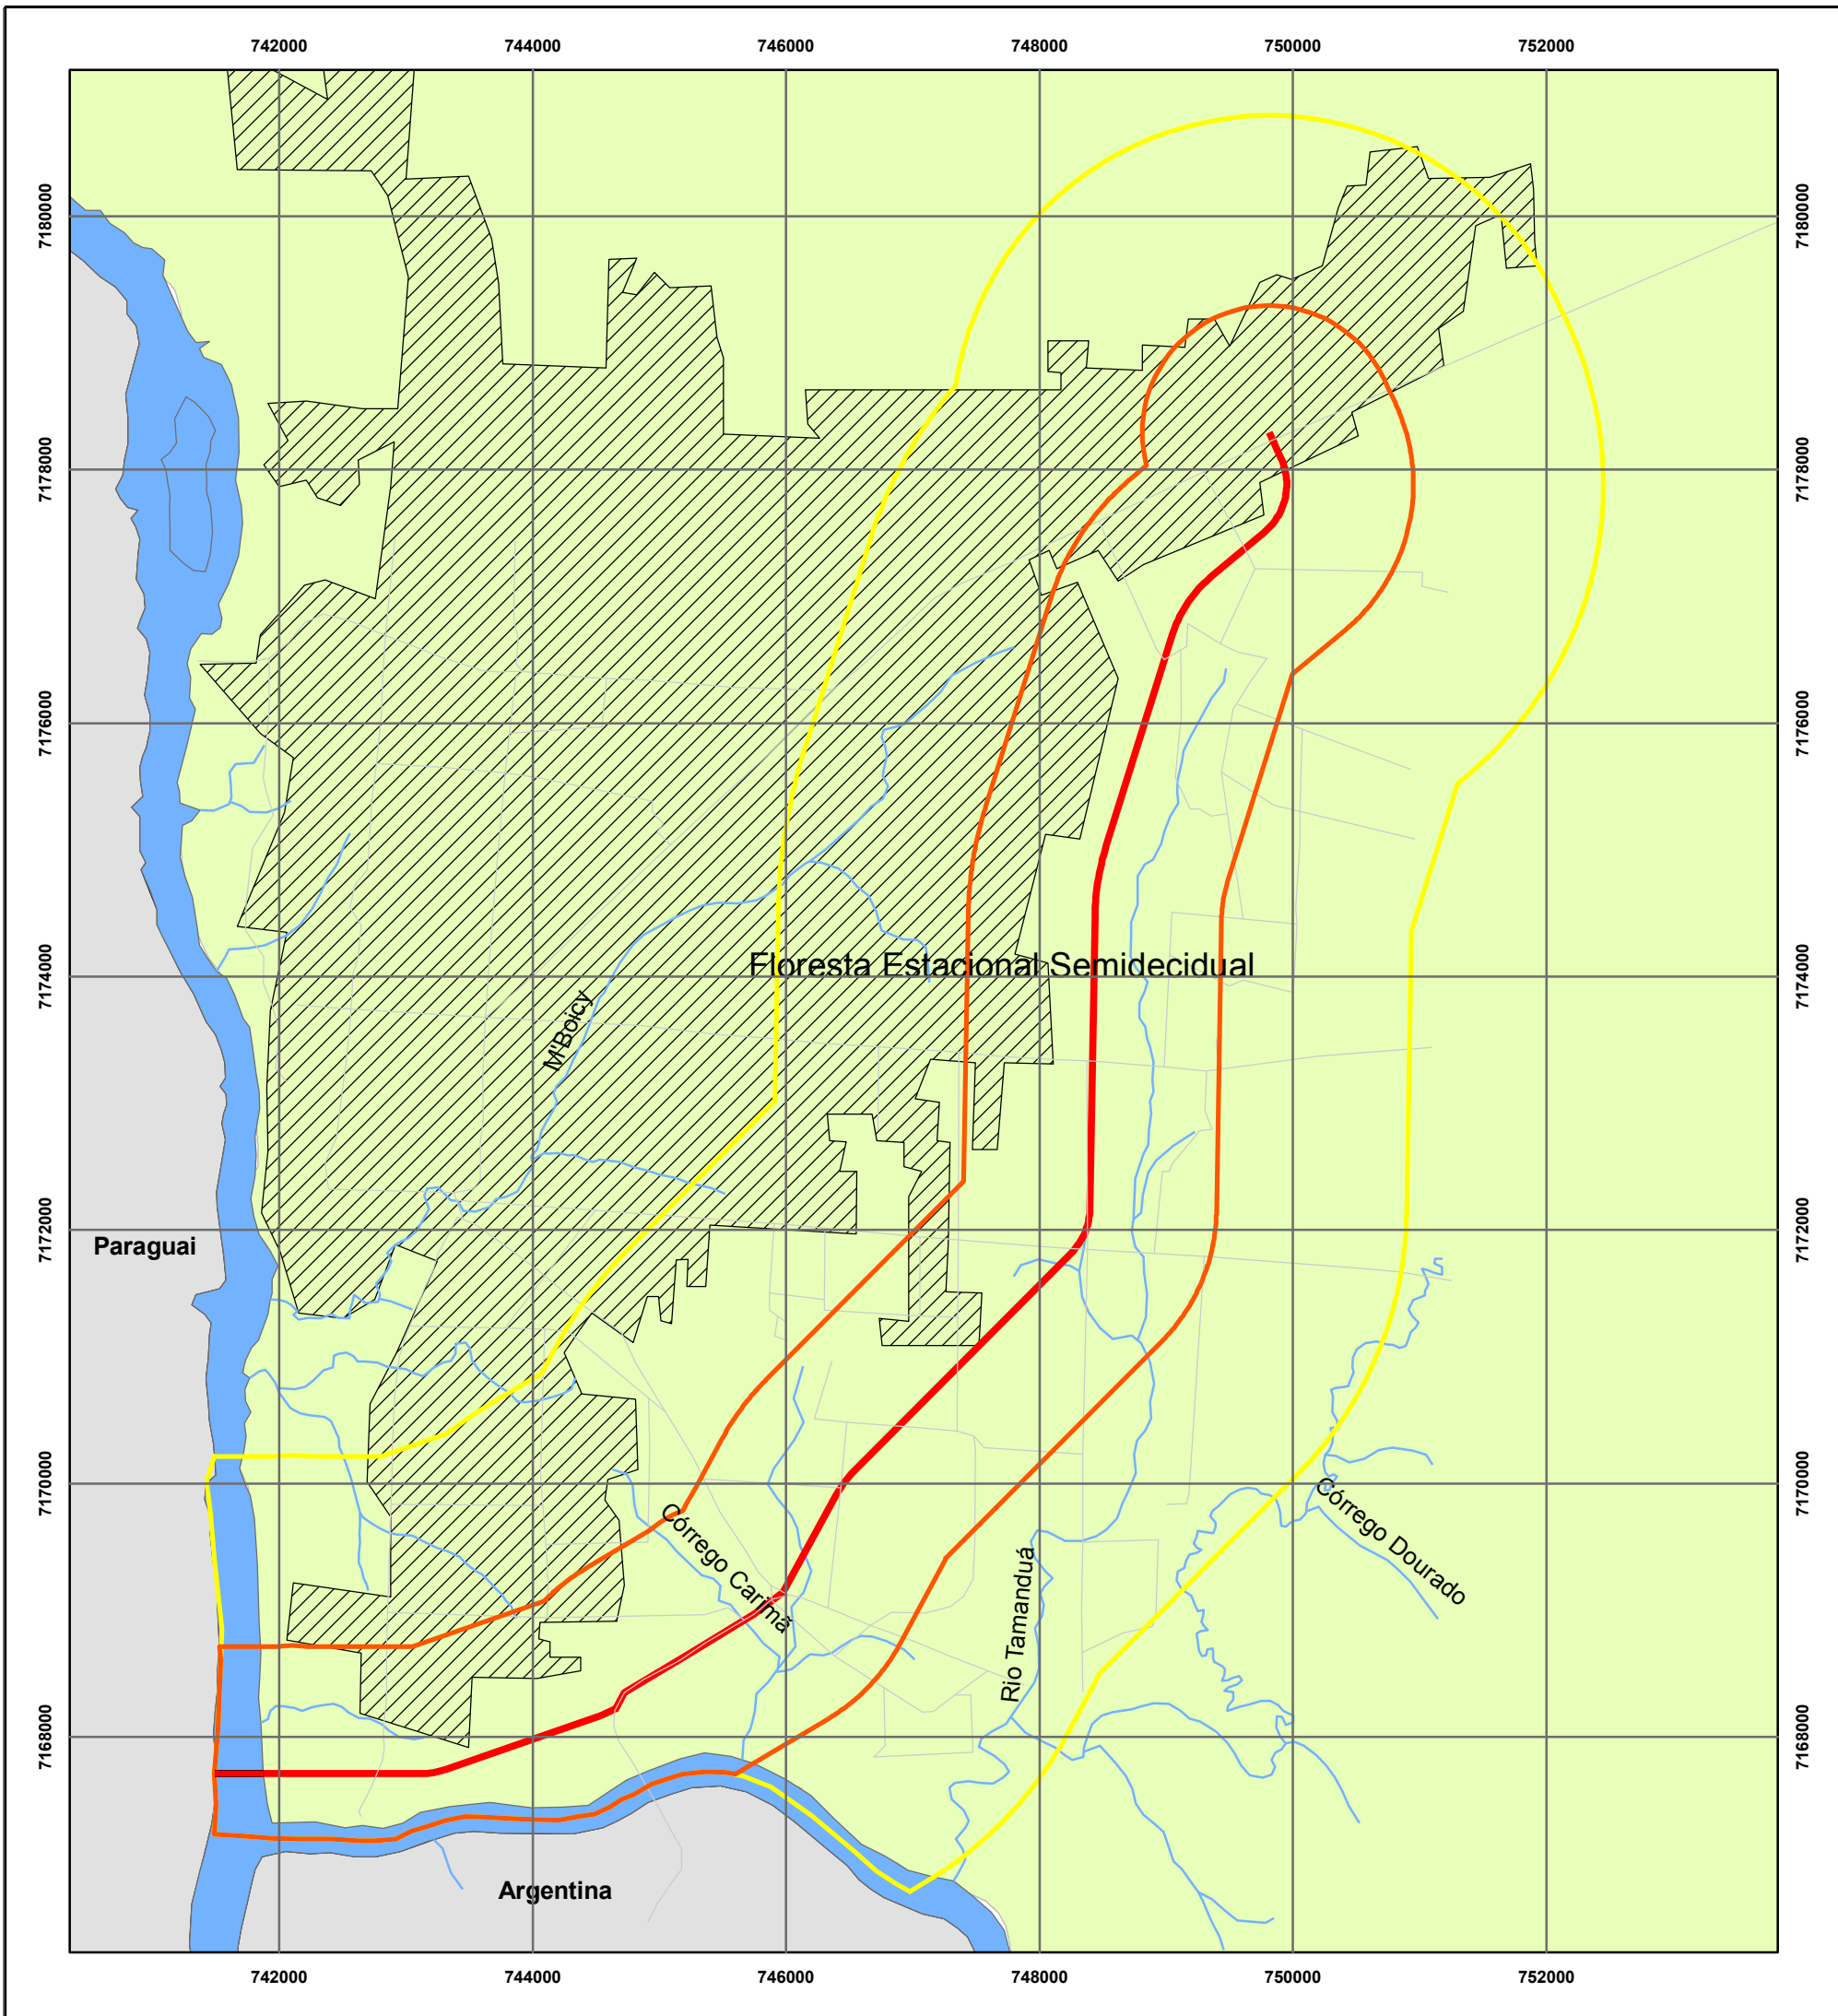 742000 744000 746000 748000 750000 752000
7180000 7180000
7178000 7178000
7176000 7176000
Floresta Estacional Semidecidual
7174000 7174000
M'Boicy
7172000 7172000
Paraguai
7170000 7170000
Córrego Carimã
Córrego Dourado
Rio Tamanduá
7168000 7168000
Argentina
742000 744000 746000 748000 750000 752000